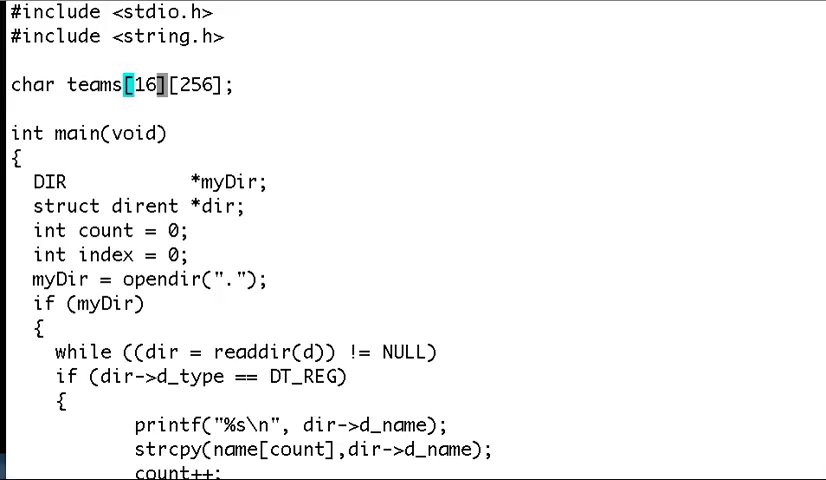 #include <stdio.h>
#include <string.h>
char teams[16][256];
int main(void)
{
DIR *myDir;
struct dirent *dir;
int count = 0;
int index = 0;
myDir = opendir(".");
if (myDir)
{
while ((dir = readdir(d)) != NULL)
if (dir->d_type == DT_REG)
{
printf("%s\n", dir->d_name);
strcpy(name[count],dir->d_name);
count++;